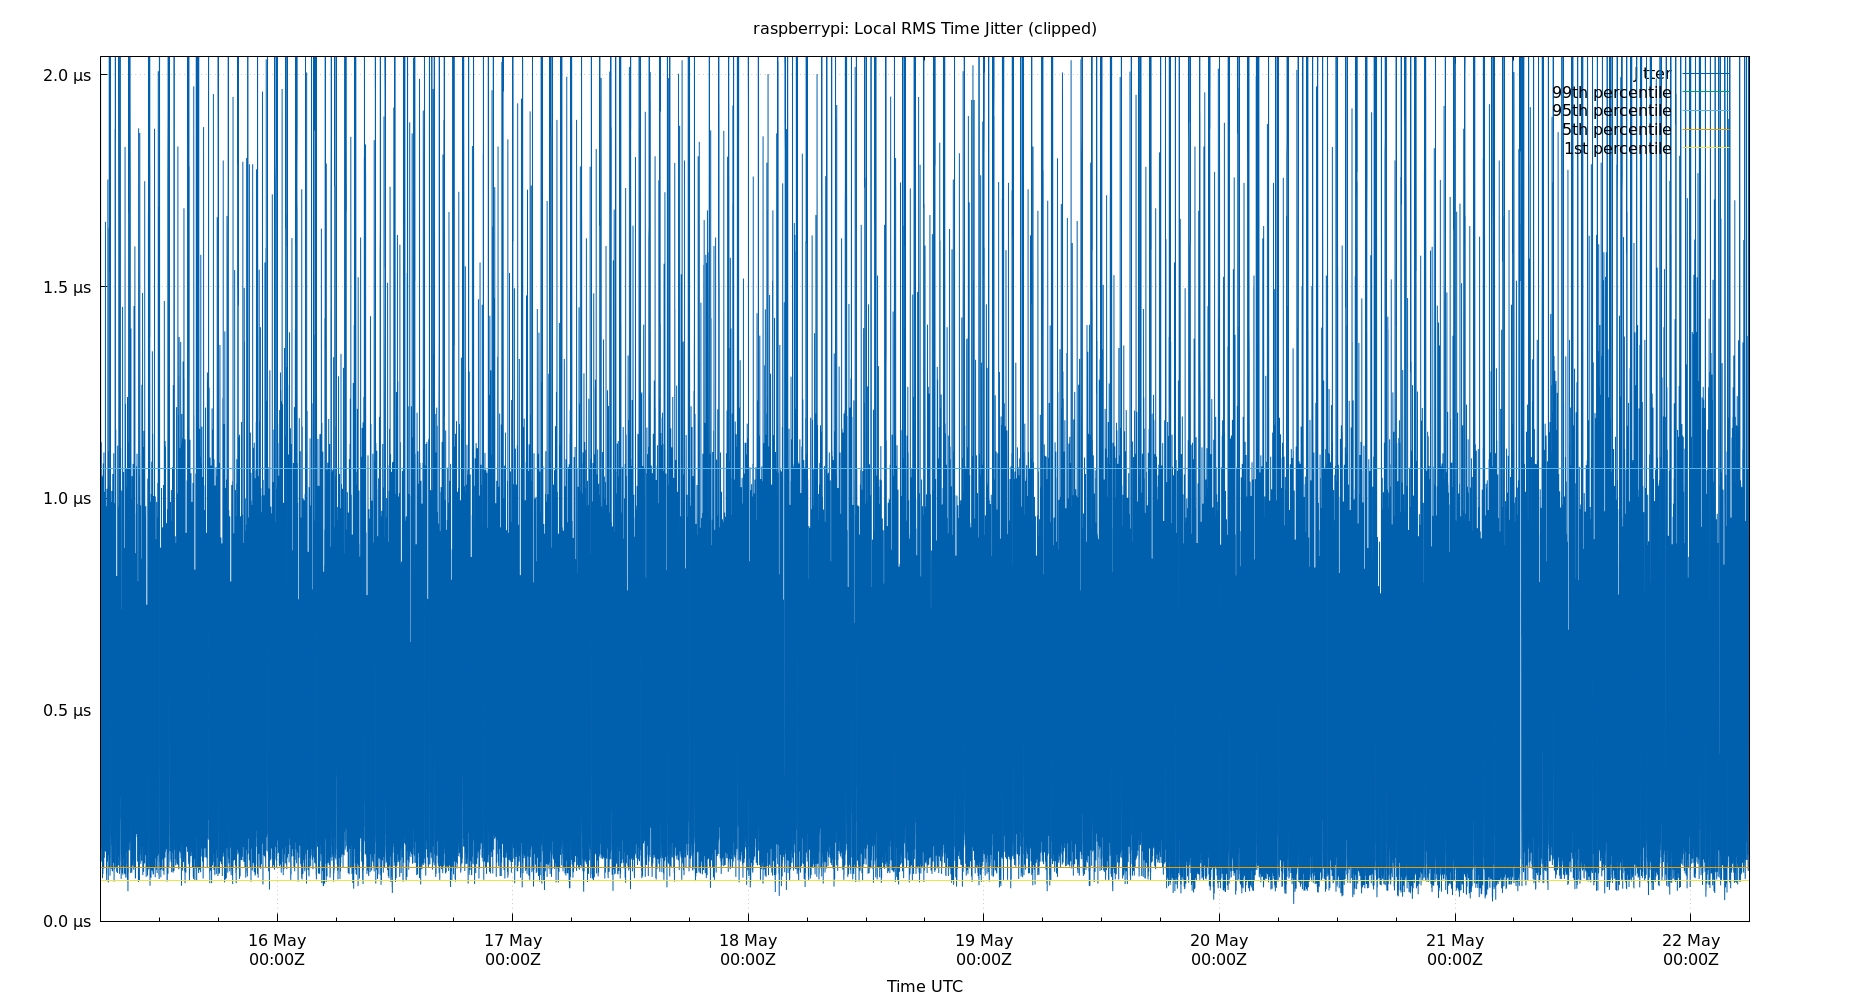 raspberrypi: Local RMS Time Jitter (clipped)
2.0 µs
1.5 µs
1.0 µs
0.5 µs
0.0 µs
Jitter
99th percentile
95th percentile
5th percentile
1st percentile
16 May
00:00Z
17 May
00:00Z
18 May
00:00Z
19 May
00:00Z
20 May
00:00Z
21 May
00:00Z
22 May
00:00Z
Time UTC